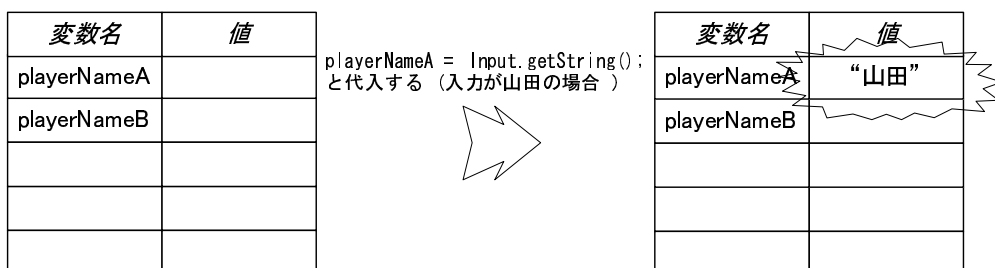 変数名 値
playerNameA
playerNameB
playerNameA = Input.getString();
と代入する（入力が山田の場合 ）
変数名 値
playerNameA “山田”
playerNameB